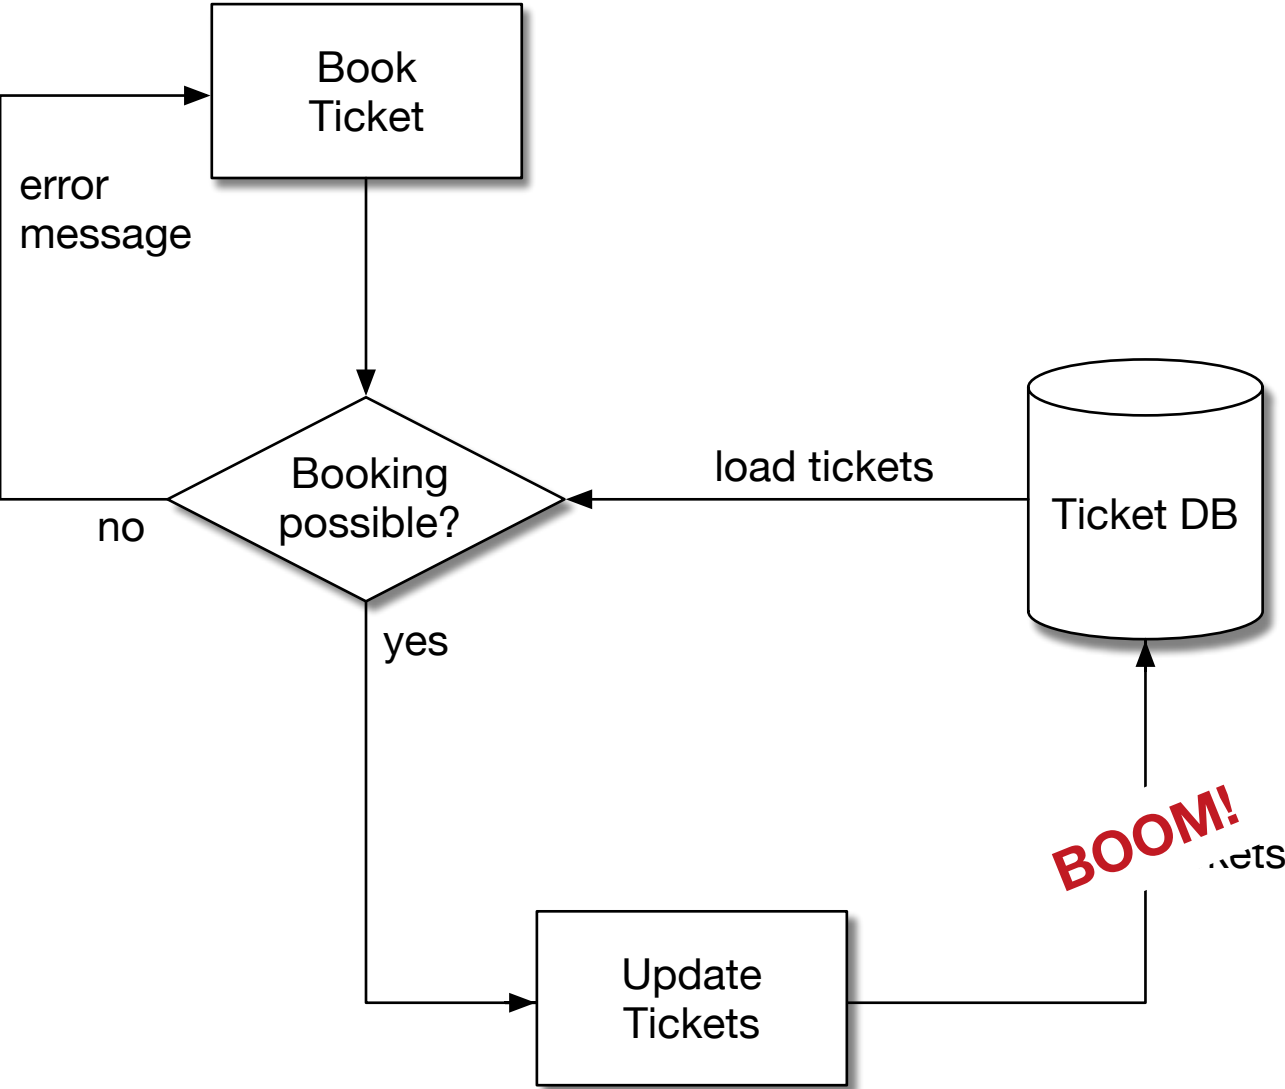 Book
Ticket
error
message
Booking
possible?
load tickets
Ticket DB
no
yes
BOOM!
Update
Tickets